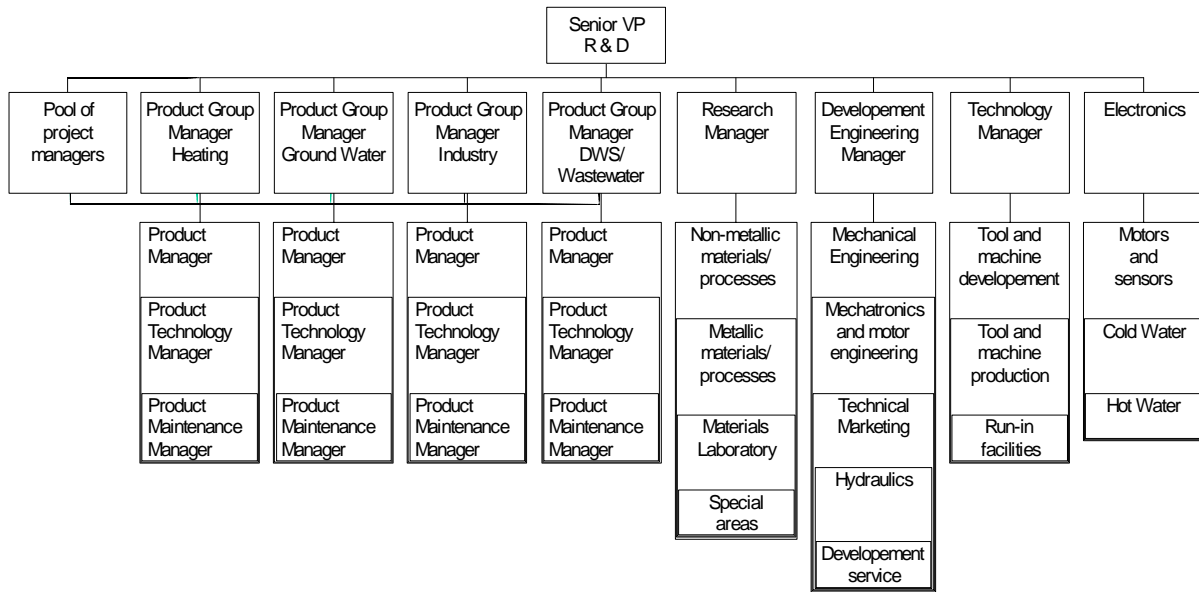 Senior VP
R & D
Pool of
project
managers
Product Group
Manager
Heating
Product Group
Manager
Ground Water
Product Group
Manager
Industry
Product Group
Manager
DWS/
Wastewater
Research
Manager
Developement
Engineering
Manager
Technology
Manager
Electronics
Product
Manager
Product
Technology
Manager
Product
Maintenance
Manager
Product
Manager
Product
Technology
Manager
Product
Maintenance
Manager
Product
Manager
Product
Technology
Manager
Product
Maintenance
Manager
Product
Manager
Product
Technology
Manager
Product
Maintenance
Manager
Non-metallic
materials/
processes
Metallic
materials/
processes
Materials
Laboratory
Special
areas
Mechanical
Engineering
Mechatronics
and motor
engineering
Technical
Marketing
Hydraulics
Developement
service
Tool and
machine
developement
Tool and
machine
production
Run-in
facilities
Motors
and
sensors
Cold Water
Hot Water